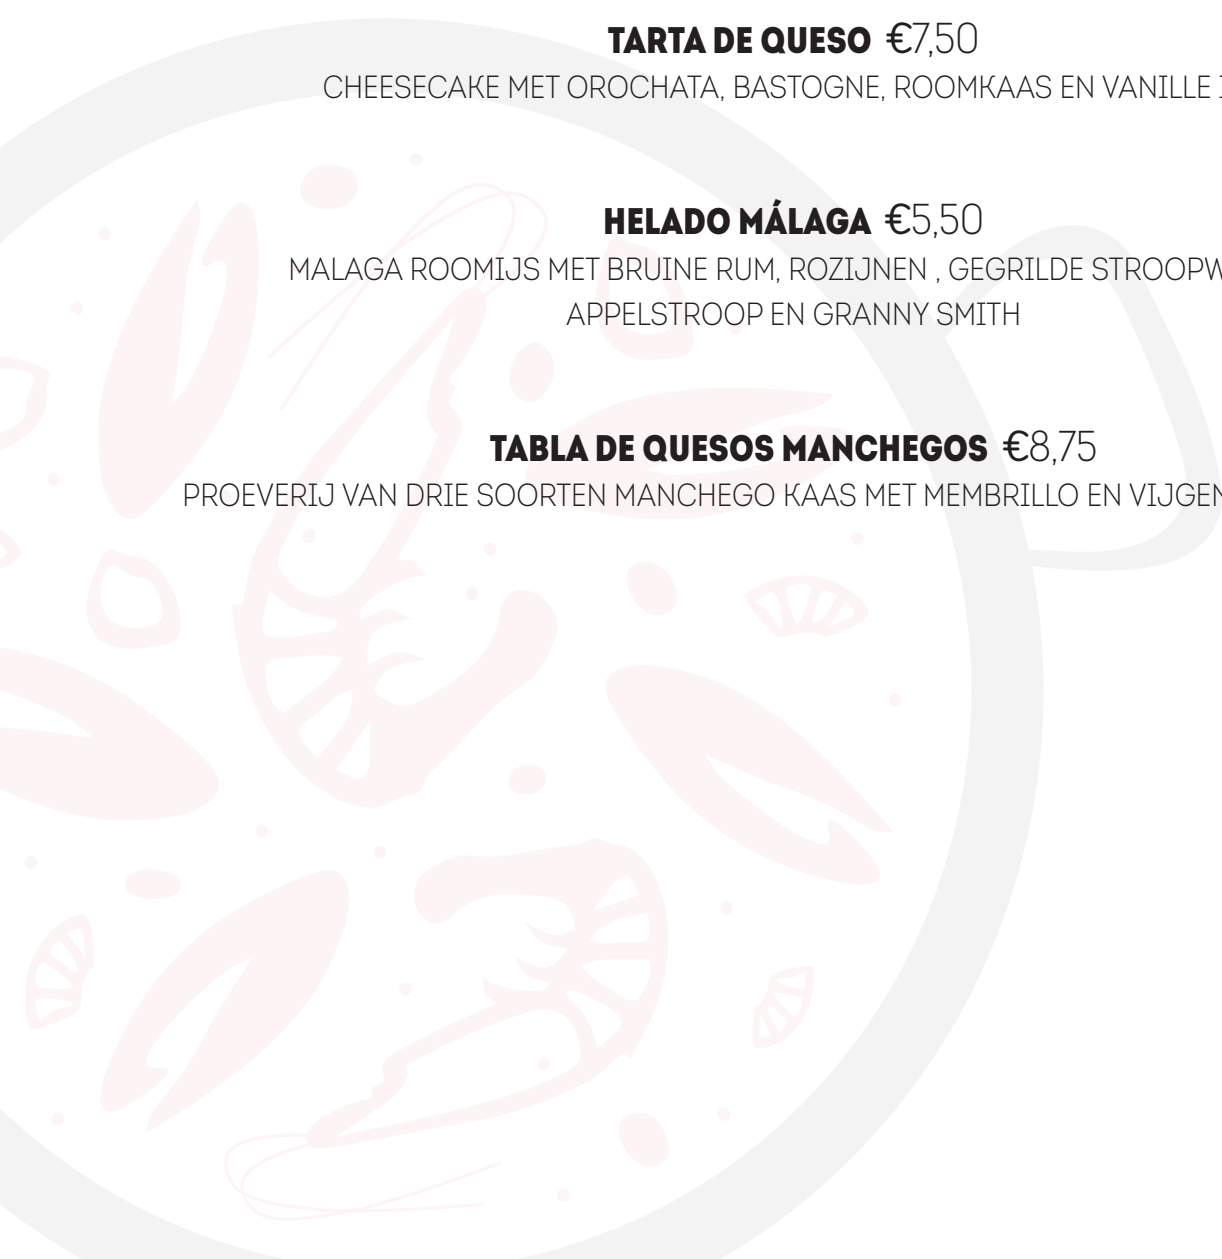 TARTA DE QUESO €7,50
CHEESECAKE MET OROCHATA, BASTOGNE, ROOMKAAS EN VANILLE
HELADO MÁLAGA €5,50
MALAGA ROOMIJS MET BRUINE RUM, ROZIJNEN , GEGRILDE
APPELSTROOP EN GRANNY SMITH
TABLA DE QUESOS MANCHEGOS €8,75
PROEVERIJ VAN DRIE SOORTEN MANCHEGO KAAS MET MEMBRILLO EN